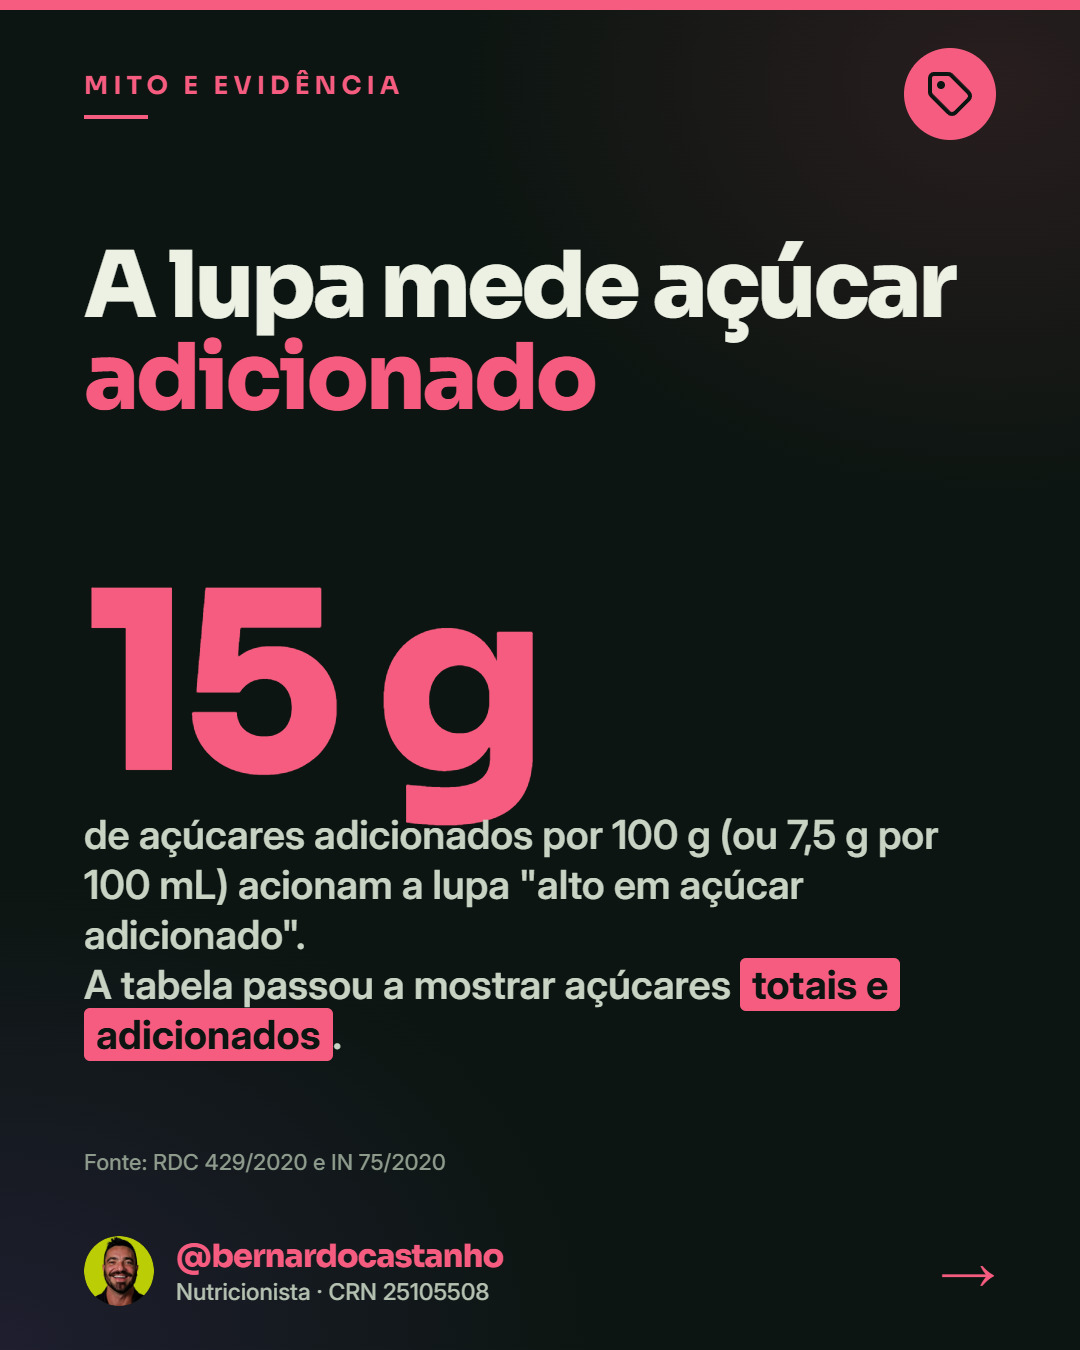 MITO E EVIDÊNCIA
A lupa mede açúcar
adicionado
15 g
de açúcares adicionados por 100 g (ou 7,5 g por
100 mL) acionam a lupa "alto em açúcar
adicionado".
A tabela passou a mostrar açúcares totais e
adicionados.
Fonte: RDC 429/2020 e IN 75/2020
@bernardocastanho
Nutricionista · CRN 25105508